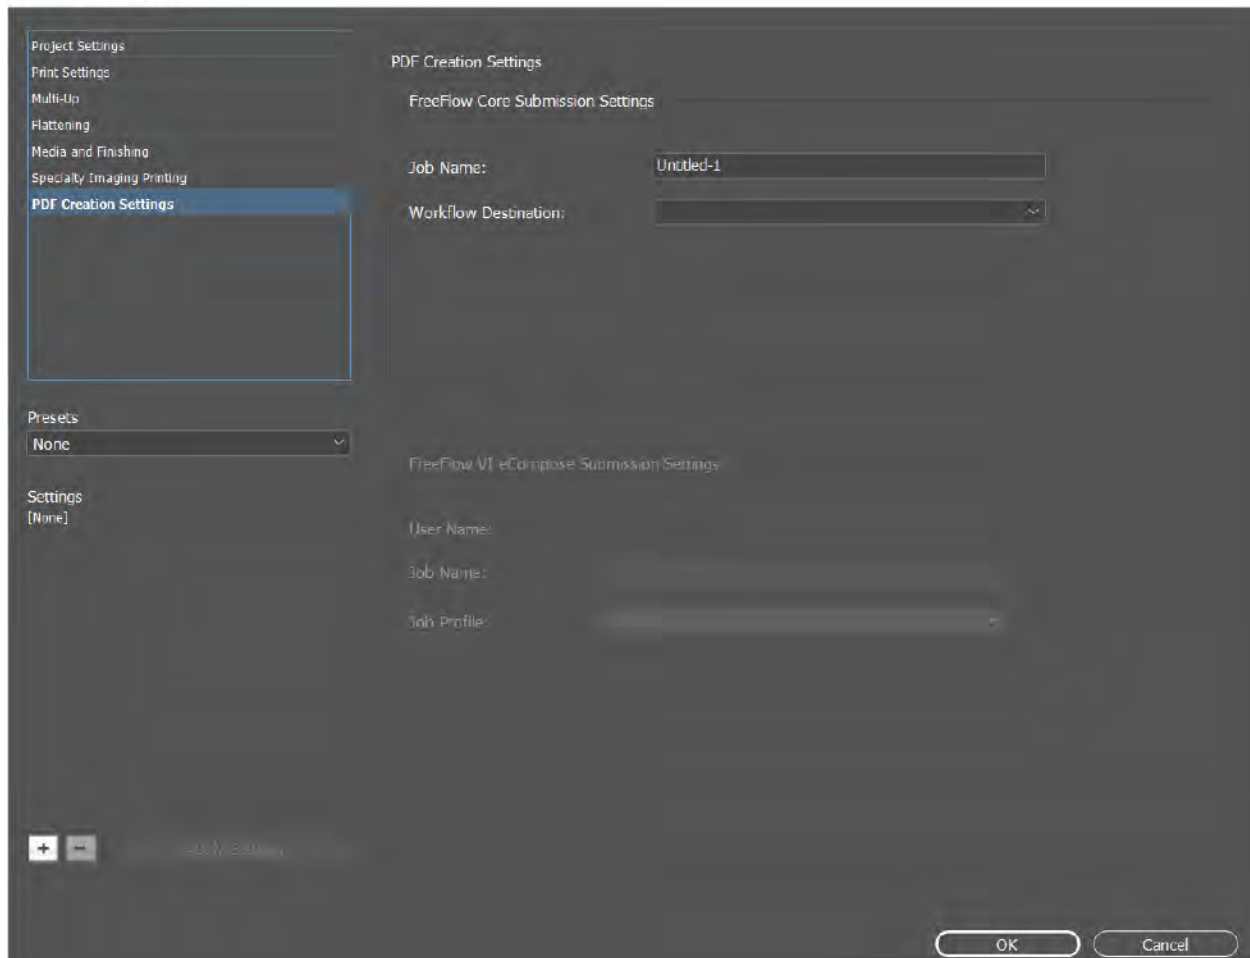 Project Settings
Print Settings
Multi-Up
Flattening
Media and Finishing
Specialty Imaging Printing
PDF Creation Settings
Presets
None
Settings
[None]
+ −
PDF Creation Settings
FreeFlow Core Submission Settings
Job Name: Untitled-1
Workflow Destination:
FreeFlow VI eCompose Submission Settings
User Name:
Job Name:
Job Profile:
OK Cancel